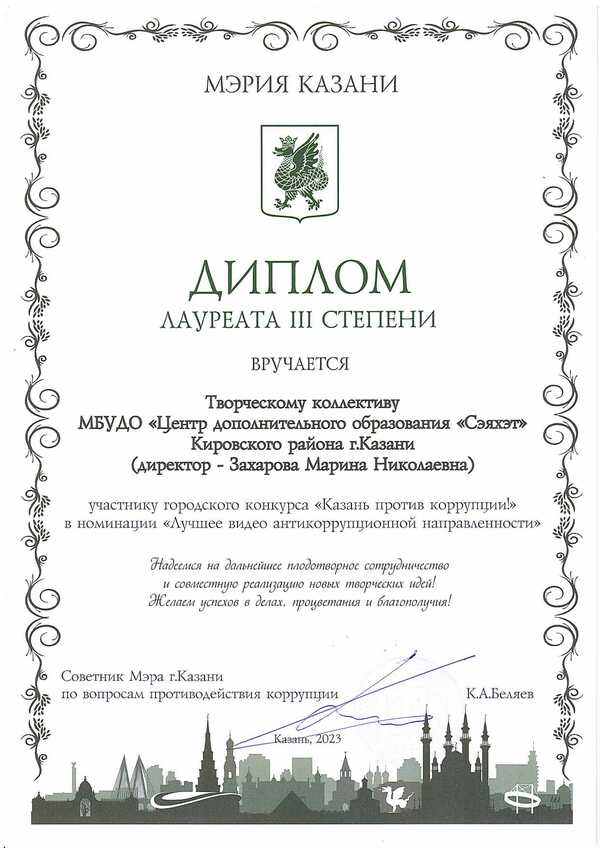 МЭРИЯ КАЗАНИ
ДИПЛОМ
ЛАУРЕАТА III СТЕПЕНИ
ВРУЧАЕТСЯ
Творческому коллективу
МБУДО «Центр дополнительного образования «Сэяхэт»
Кировского района г.Казани
(директор - Захарова Марина Николаевна)
участнику городского конкурса «Казань против коррупции!»
в номинации «Лучшее видео антикоррупционной направленности»
Надеемся на дальнейшее плодотворное сотрудничество
и совместную реализацию новых творческих идей!
Желаем успехов в делах, процветания и благополучия!
Советник Мэра г.Казани
по вопросам противодействия коррупции К.А.Беляев
Казань, 2023